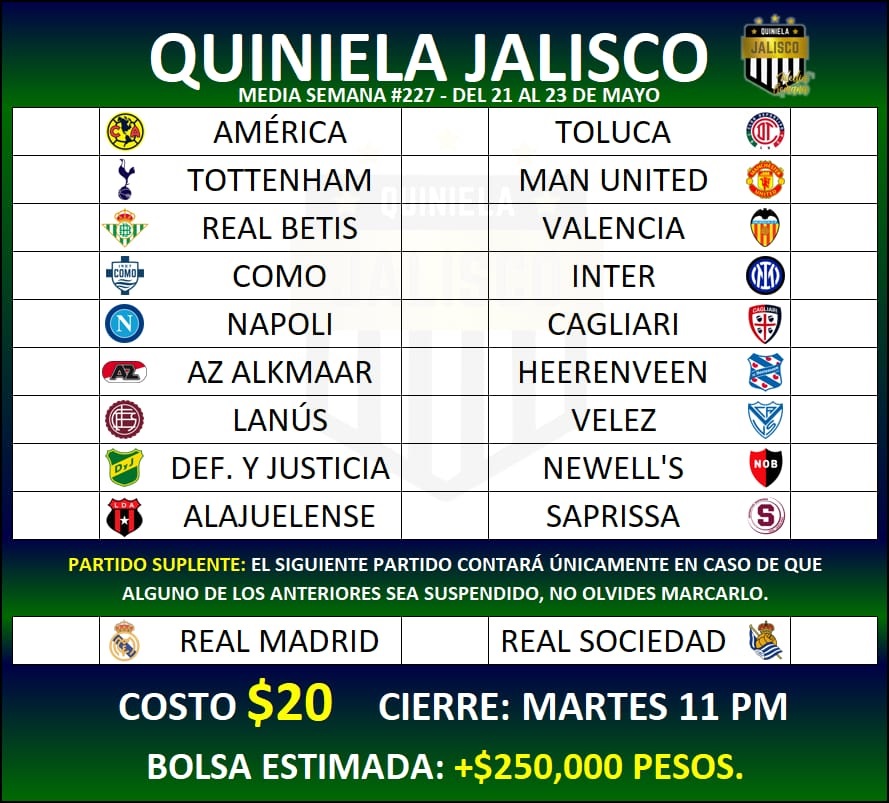 QUINIELA JALISCO
QUINIELA
JALISCO
MEDIA SEMANA #227 - DEL 21 AL 23 DE MAYO
AMÉRICA TOLUCA
TOTTENHAM MAN UNITED
REAL BETIS VALENCIA
COMO INTER
NAPOLI CAGLIARI
AZ ALKMAAR HEERENVEEN
LANÚS VELEZ
DEF. Y JUSTICIA NEWELL'S
ALAJUELENSE SAPRISSA
PARTIDO SUPLENTE: EL SIGUIENTE PARTIDO CONTARÁ ÚNICAMENTE EN CASO DE QUE
ALGUNO DE LOS ANTERIORES SEA SUSPENDIDO, NO OLVIDES MARCARLO.
REAL MADRID REAL SOCIEDAD
COSTO $20 CIERRE: MARTES 11 PM
BOLSA ESTIMADA: +$250,000 PESOS.